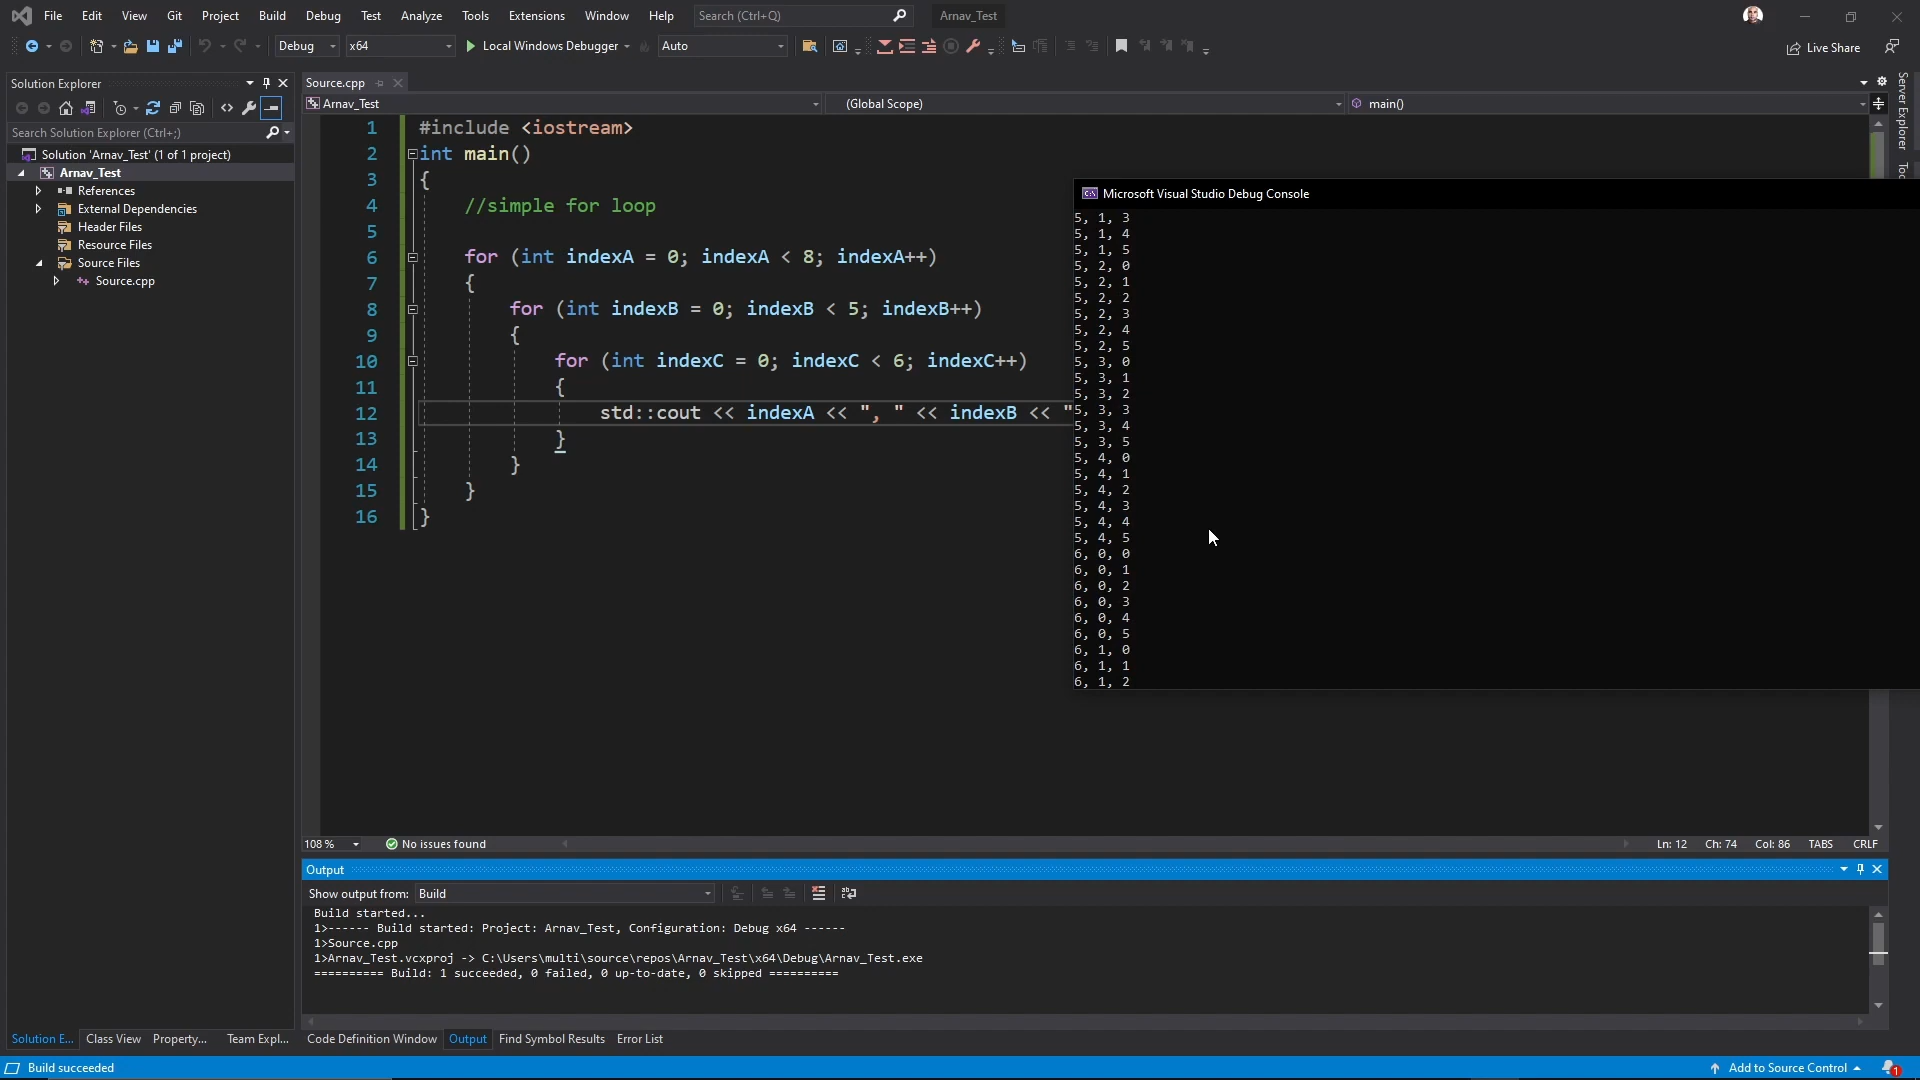 File Edit View Git Project Build Debug Test Analyze Tools Extensions Window Help Search (Ctrl+Q) Arnav_Test
Debug x64 Local Windows Debugger Auto Live Share
Solution Explorer
Search Solution Explorer (Ctrl+;)
Solution 'Arnav_Test' (1 of 1 project)
Arnav_Test
References
External Dependencies
Header Files
Resource Files
Source Files
Source.cpp
Source.cpp
Arnav_Test (Global Scope) main()
1 #include <iostream>
2 int main()
3 {
4 //simple for loop
5
6 for (int indexA = 0; indexA < 8; indexA++)
7 {
8 for (int indexB = 0; indexB < 5; indexB++)
9 {
10 for (int indexC = 0; indexC < 6; indexC++)
11 {
12 std::cout << indexA << ", " << indexB << "
13 }
14 }
15 }
16 }
Microsoft Visual Studio Debug Console
5, 1, 3
5, 1, 4
5, 1, 5
5, 2, 0
5, 2, 1
5, 2, 2
5, 2, 3
5, 2, 4
5, 2, 5
5, 3, 0
5, 3, 1
5, 3, 2
5, 3, 3
5, 3, 4
5, 3, 5
5, 4, 0
5, 4, 1
5, 4, 2
5, 4, 3
5, 4, 4
5, 4, 5
6, 0, 0
6, 0, 1
6, 0, 2
6, 0, 3
6, 0, 4
6, 0, 5
6, 1, 0
6, 1, 1
6, 1, 2
Server Explorer
108 % No issues found Ln: 12 Ch: 74 Col: 86 TABS CRLF
Output
Show output from: Build
Build started...
1>------ Build started: Project: Arnav_Test, Configuration: Debug x64 ------
1>Source.cpp
1>Arnav_Test.vcxproj -> C:\Users\multi\source\repos\Arnav_Test\x64\Debug\Arnav_Test.exe
========== Build: 1 succeeded, 0 failed, 0 up-to-date, 0 skipped ==========
Solution E... Class View Property... Team Expl... Code Definition Window Output Find Symbol Results Error List
Build succeeded Add to Source Control 1